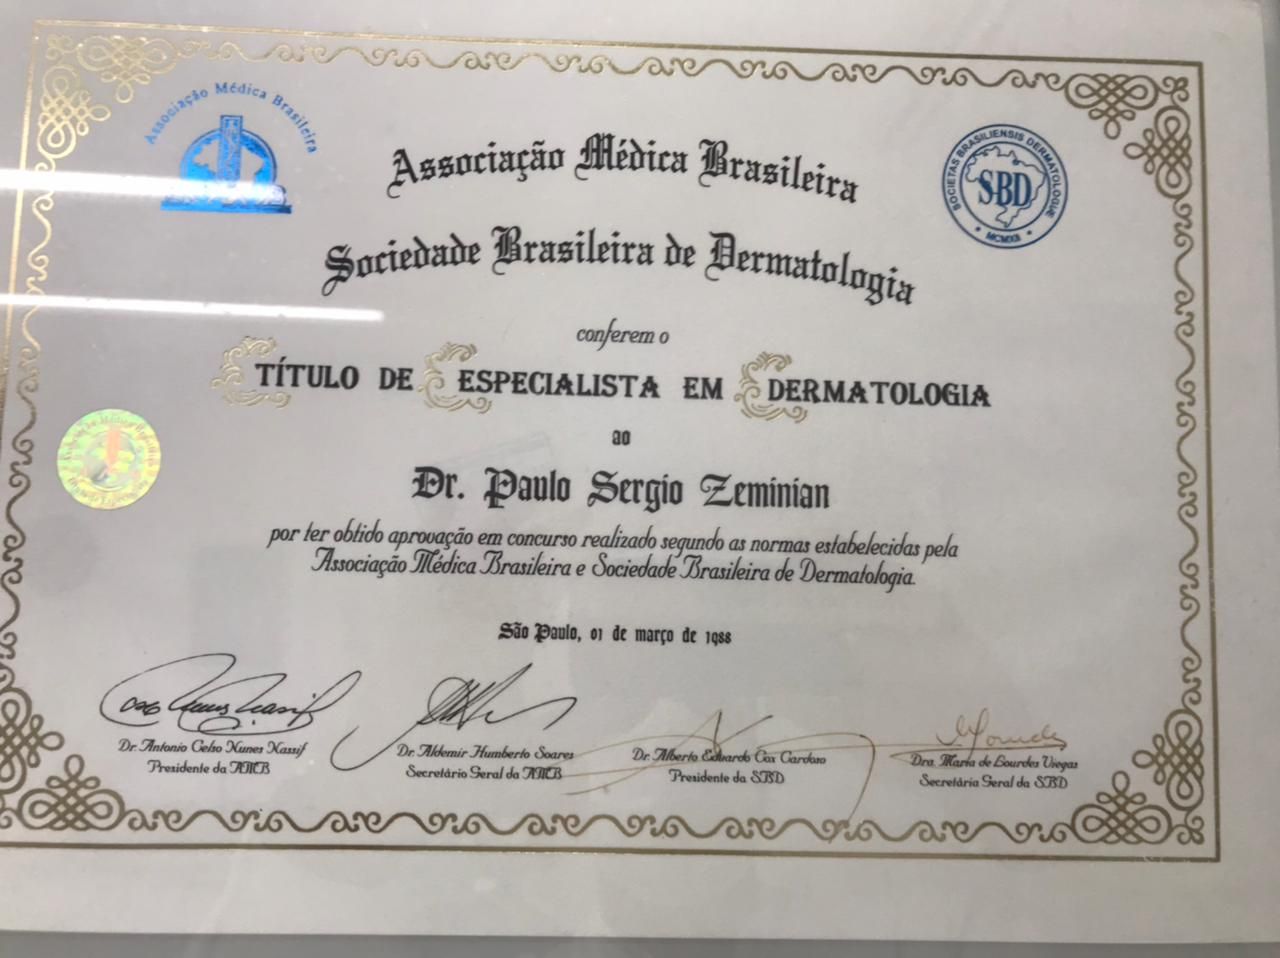 Associação Médica Brasileira
SOCIETAS BRASILIENSIS DERMATOLOGIAE
SBD
MCMXII
Associação Médica Brasileira
Sociedade Brasileira de Dermatologia
conferem o
TÍTULO DE ESPECIALISTA EM DERMATOLOGIA
ao
Dr. Paulo Sergio Zeminian
por ter obtido aprovação em concurso realizado segundo as normas estabelecidas pela
Associação Médica Brasileira e Sociedade Brasileira de Dermatologia.
São Paulo, 01 de março de 1988
Dr. Antonio Celso Nunes Nassif
Presidente da AMB
Dr. Aldemir Humberto Soares
Secretário Geral da AMB
Dr. Alberto Eduardo Cox Cardoso
Presidente da SBD
Dra. Maria de Lourdes Viegas
Secretária Geral da SBD